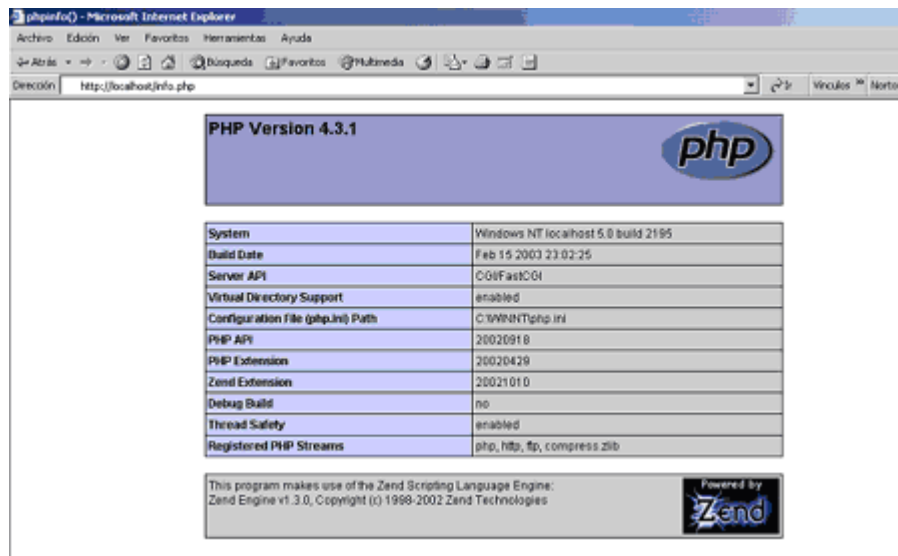 phpinfo() - Microsoft Internet Explorer
Archivo Edición Ver Favoritos Herramientas Ayuda
Atrás Búsqueda Favoritos Multimedia
Dirección http://localhost/info.php Ir Vínculos » Norto
PHP Version 4.3.1
php
System Windows NT localhost 5.0 build 2195
Build Date Feb 15 2003 23:02:25
Server API CGI/FastCGI
Virtual Directory Support enabled
Configuration File (php.ini) Path C:\WINNT\php.ini
PHP API 20020918
PHP Extension 20020429
Zend Extension 20021010
Debug Build no
Thread Safety enabled
Registered PHP Streams php, http, ftp, compress.zlib
This program makes use of the Zend Scripting Language Engine:
Zend Engine v1.3.0, Copyright (c) 1998-2002 Zend Technologies
Powered by
Zend